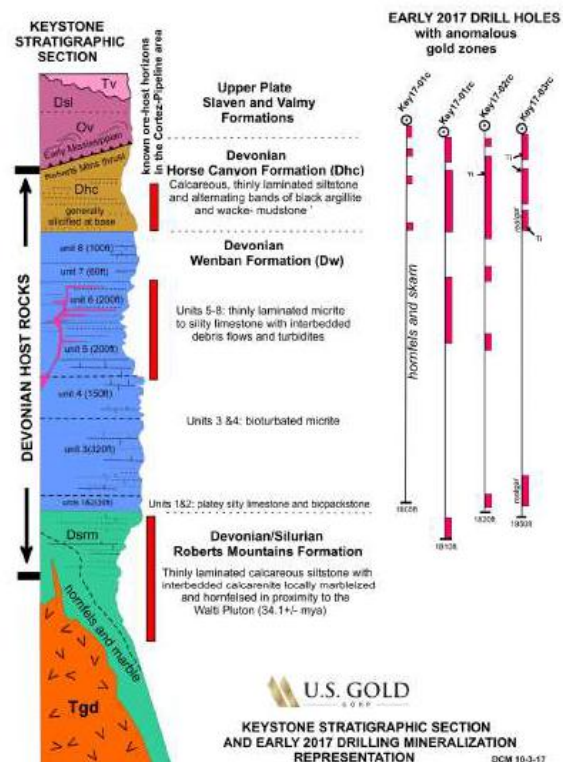 KEYSTONE
STRATIGRAPHIC
SECTION
known ore-host horizons
in the Cortez-Pipeline area
EARLY 2017 DRILL HOLES
with anomalous
gold zones
Key17-01c
Key17-01rc
Key17-02rc
Key17-03rc
Tv
Dsl
Ov
Early Mississippian
Roberts Mtns thrust
Upper Plate
Slaven and Valmy
Formations
DEVONIAN HOST ROCKS
Dhc
generally
silicified at base
Devonian
Horse Canyon Formation (Dhc)
Calcareous, thinly laminated siltstone
and alternating bands of black argillite
and wacke- mudstone
Devonian
Wenban Formation (Dw)
unit 8 (100ft)
unit 7 (60ft)
unit 6 (200ft)
unit 5 (200ft)
unit 4 (150ft)
Units 5-8: thinly laminated micrite
to silty limestone with interbedded
debris flows and turbidites
Units 3 &4: bioturbated micrite
Units 1&2: platey silty limestone and biopackstone
Dsrm
hornfels and marble
Tgd
Devonian/Silurian
Roberts Mountains Formation
Thinly laminated calcareous siltstone with
interbedded calcarenite locally marbleized
and hornfelsed in proximity to the
Walti Pluton (34.1+/- mya)
hornfels and skarn
Tl
Tl
Tl
realgar
realgar
U.S. GOLD
CORP
KEYSTONE STRATIGRAPHIC SECTION
AND EARLY 2017 DRILLING MINERALIZATION
REPRESENTATION
DCM 10-3-17